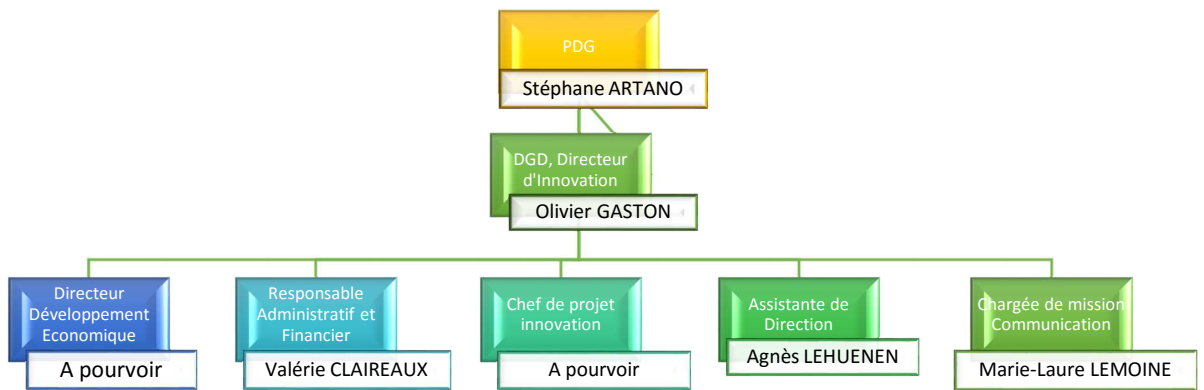 PDG
Stéphane ARTANO
DGD, Directeur
d'Innovation
Olivier GASTON
Directeur
Développement
Economique
A pourvoir
Responsable
Administratif et
Financier
Valérie CLAIREAUX
Chef de projet
innovation
A pourvoir
Assistante de
Direction
Agnès LEHUENEN
Chargée de mission
Communication
Marie-Laure LEMOINE